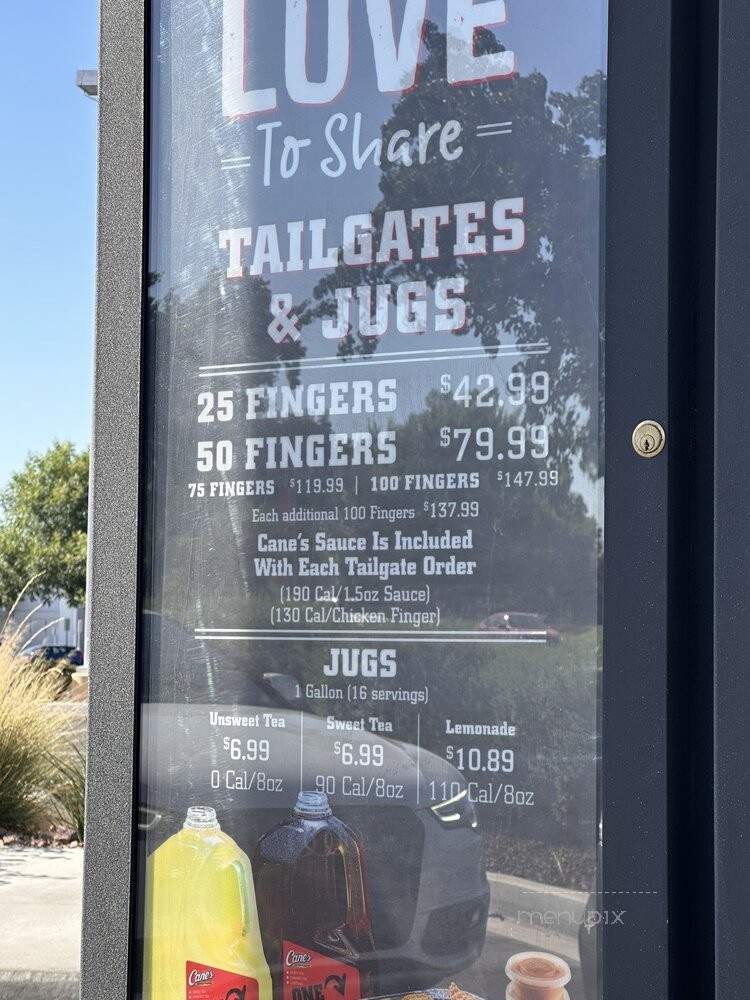 LOVE
To Share
TAILGATES
& JUGS
25 FINGERS $42.99
50 FINGERS $79.99
75 FINGERS $119.99 | 100 FINGERS $147.99
Each additional 100 Fingers $137.99
Cane's Sauce Is Included
With Each Tailgate Order
(190 Cal/1.5oz Sauce)
(130 Cal/Chicken Finger)
JUGS
1 Gallon (16 servings)
Unsweet Tea Sweet Tea Lemonade
$6.99 $6.99 $10.89
0 Cal/8oz 90 Cal/8oz 110 Cal/8oz
Cane's Cane's
ONE
menupix